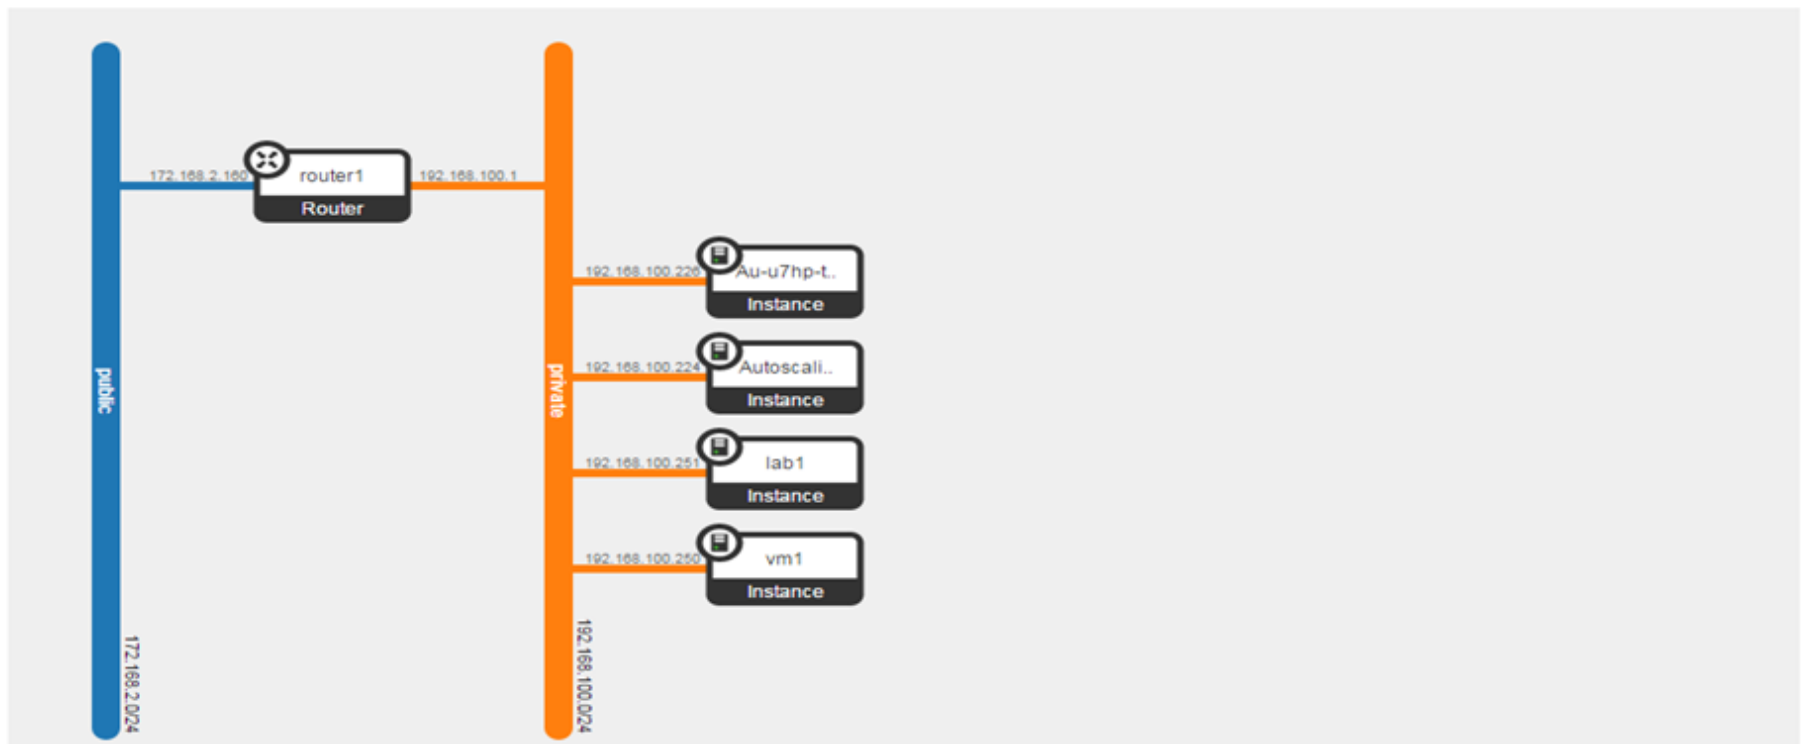 172.168.2.160
router1
192.168.100.1
Router
192.168.100.226
Au-u7hp-t..
Instance
192.168.100.224
Autoscali..
Instance
public
private
192.168.100.251
lab1
Instance
192.168.100.250
vm1
Instance
172.168.2.0/24
192.168.100.0/24